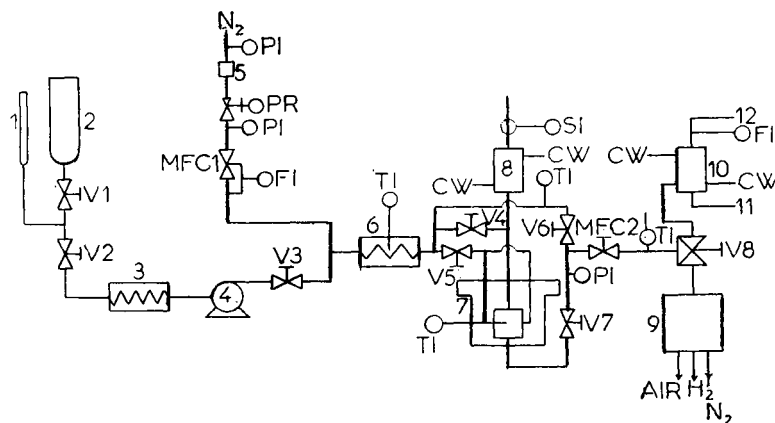 N2
PI
5
PR
PI
MFC1
FI
1
2
V1
V2
3
4
V3
TI
6
V4
V5
7
TI
Si
8
CW
CW
TI
V6
MFC2
PI
V7
TI
12
FI
CW
10
CW
11
V8
9
AIR H2
N2